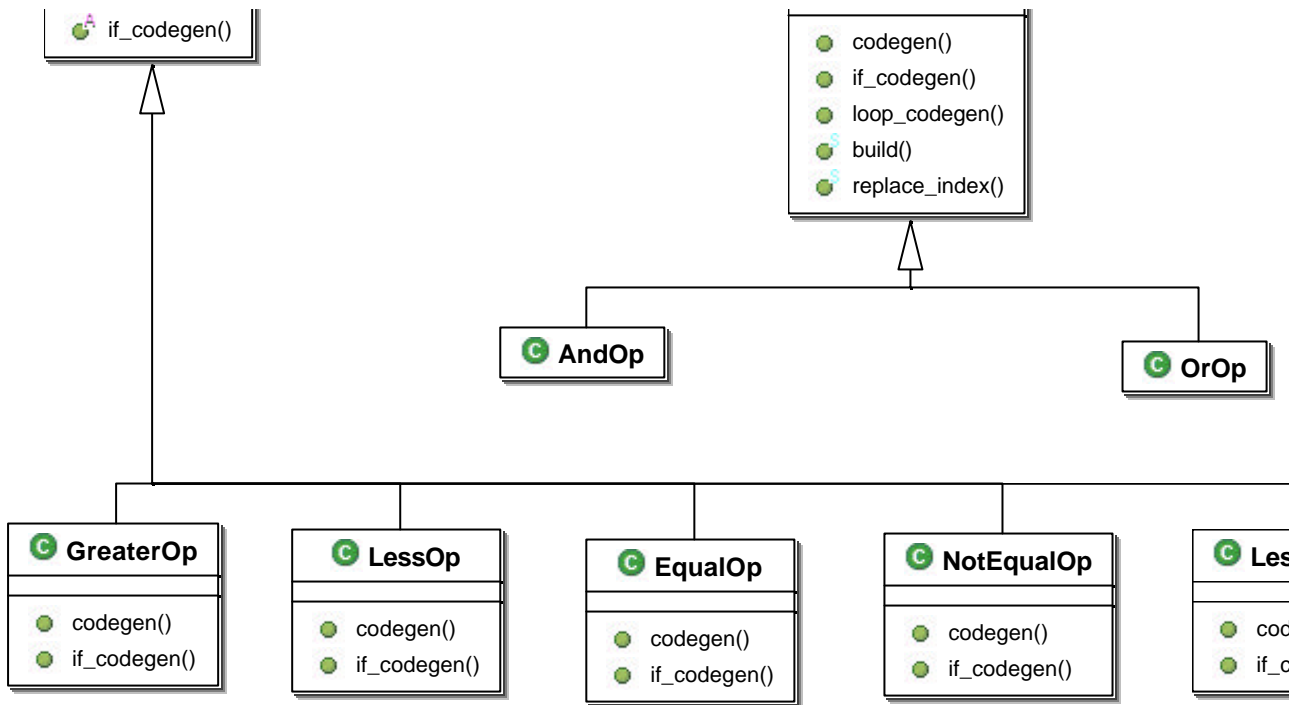 if_codegen()
codegen()
if_codegen()
loop_codegen()
build()
replace_index()
AndOp
OrOp
GreaterOp
codegen()
if_codegen()
LessOp
codegen()
if_codegen()
EqualOp
codegen()
if_codegen()
NotEqualOp
codegen()
if_codegen()